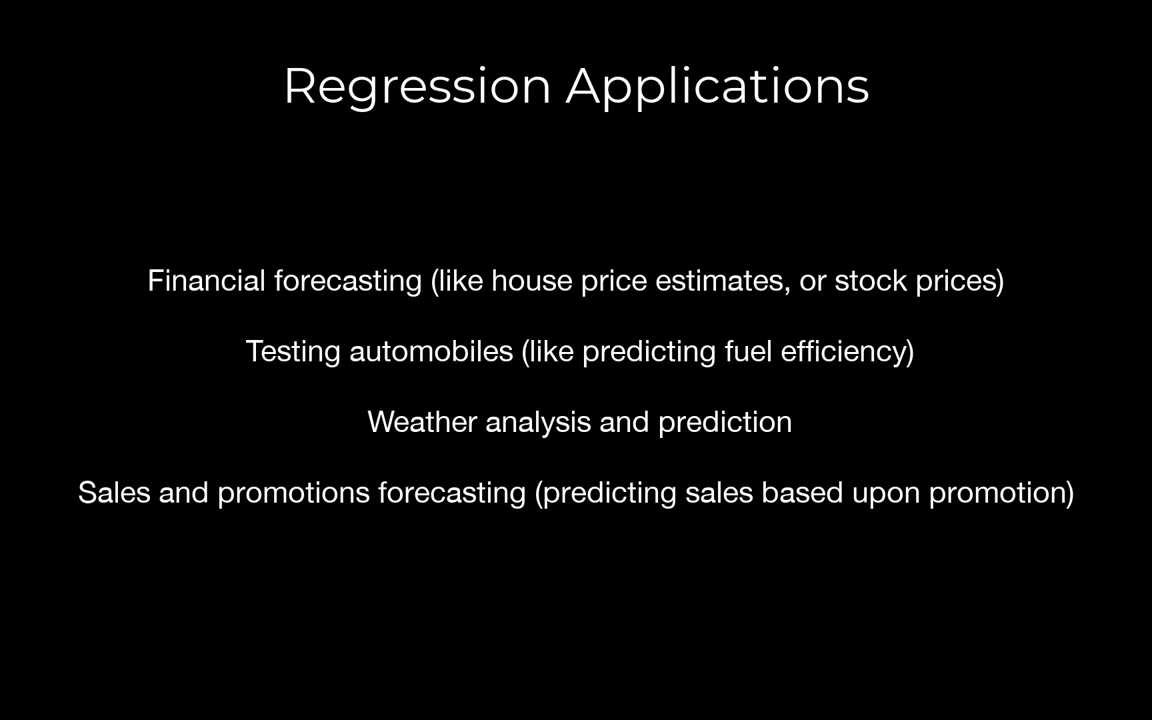 Regression Applications
Financial forecasting (like house price estimates, or stock prices)
Testing automobiles (like predicting fuel efficiency)
Weather analysis and prediction
Sales and promotions forecasting (predicting sales based upon promotion)